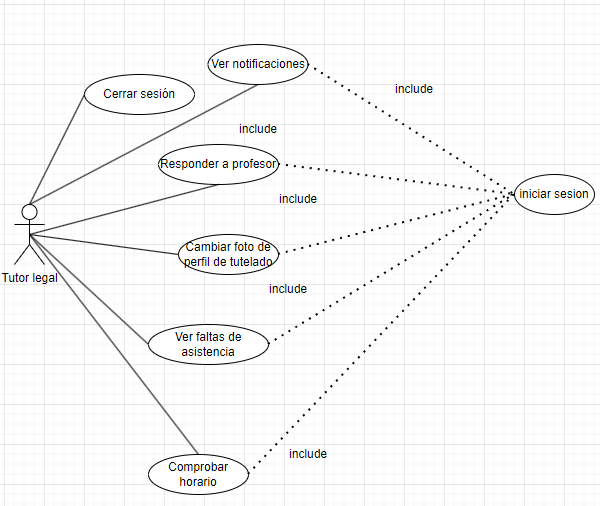 Ver notificaciones
include
Cerrar sesión
include
Responder a profesor
iniciar sesion
include
Cambiar foto de
perfil de tutelado
Tutor legal
include
Ver faltas de
asistencia
include
Comprobar
horario